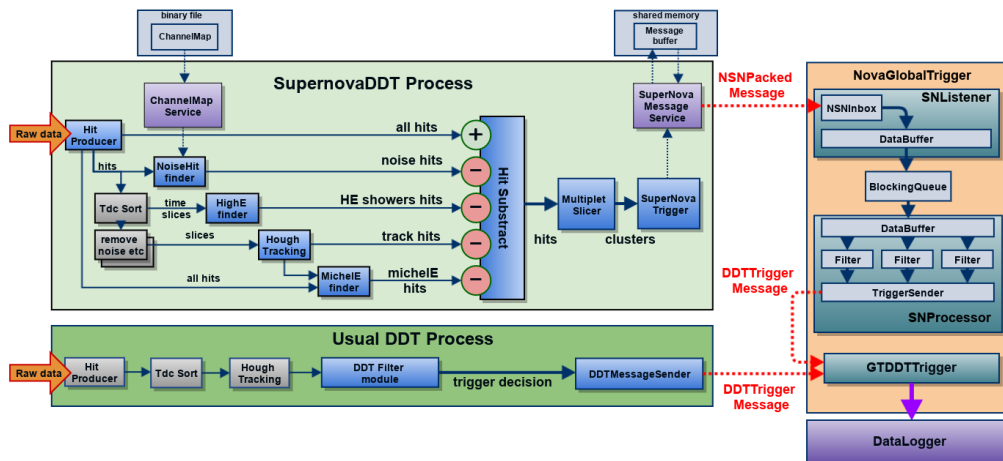 binary file
ChannelMap
shared memory
Message
buffer
SupernovaDDT Process
ChannelMap
Service
SuperNova
Message
Service
NSNPacked
Message
NovaGlobalTrigger
SNListener
NSNInbox
DataBuffer
BlockingQueue
Raw data
Hit
Producer
all hits
+
hits
NoiseHit
finder
noise hits
−
Tdc Sort
time
slices
HighE
finder
HE showers hits
−
remove
noise etc
slices
Hough
Tracking
track hits
−
all hits
MichelE
finder
michelE
hits
−
Hit Substract
hits
Multiplet
Slicer
clusters
SuperNova
Trigger
DataBuffer
Filter
Filter
Filter
TriggerSender
SNProcessor
DDTTrigger
Message
Usual DDT Process
Raw data
Hit
Producer
Tdc Sort
Hough
Tracking
DDT Filter
module
trigger decision
DDTMessageSender
DDTTrigger
Message
GTDDTTrigger
DataLogger